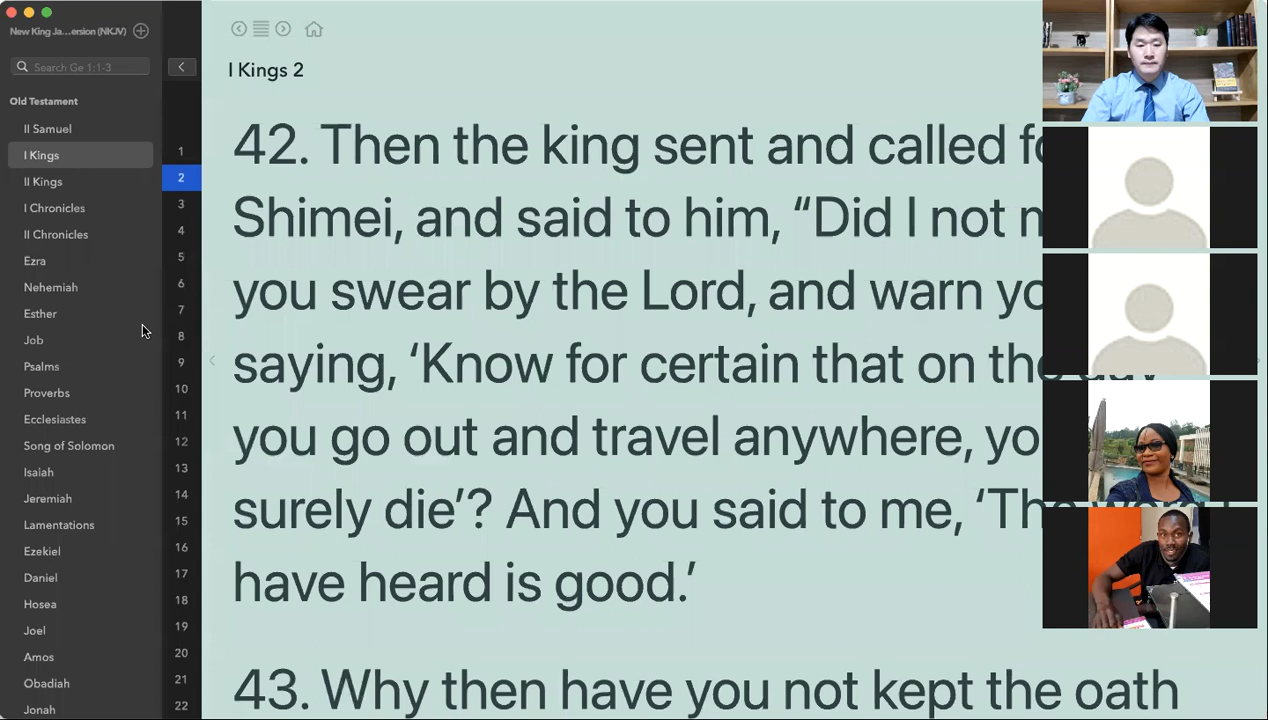 New King Ja...ersion (NKJV)
Search Ge 1:1-3
Old Testament
II Samuel
I Kings
II Kings
I Chronicles
II Chronicles
Ezra
Nehemiah
Esther
Job
Psalms
Proverbs
Ecclesiastes
Song of Solomon
Isaiah
Jeremiah
Lamentations
Ezekiel
Daniel
Hosea
Joel
Amos
Obadiah
Jonah
1
2
3
4
5
6
7
8
9
10
11
12
13
14
15
16
17
18
19
20
21
22
I Kings 2
42. Then the king sent and called
Shimei, and said to him, “Did I not
you swear by the Lord, and warn
saying, ‘Know for certain that on the day
you go out and travel anywhere,
surely die’? And you said to me, ‘The word I
have heard is good.’
43. Why then have you not kept the oath